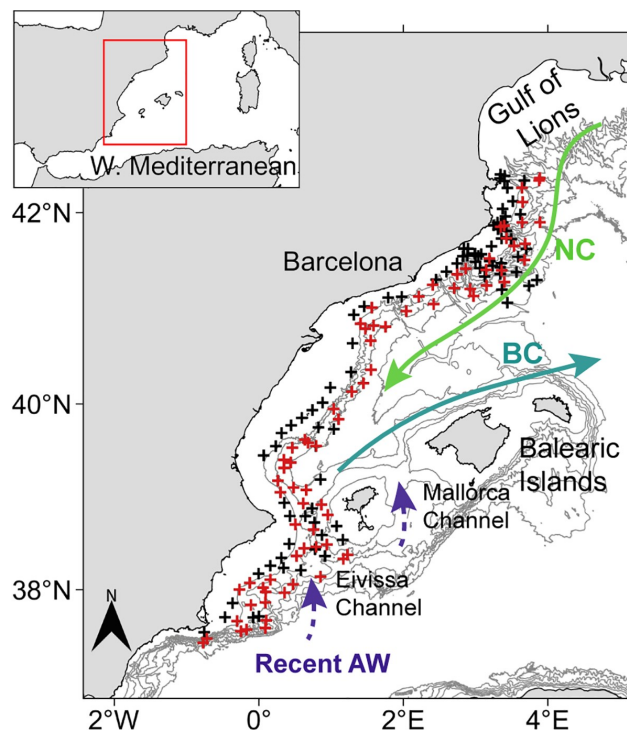 W. Mediterranean
Gulf of
Lions
42°N
NC
Barcelona
BC
40°N
Balearic
Islands
Mallorca
Channel
38°N
Eivissa
Channel
N
Recent AW
2°W
0°
2°E
4°E